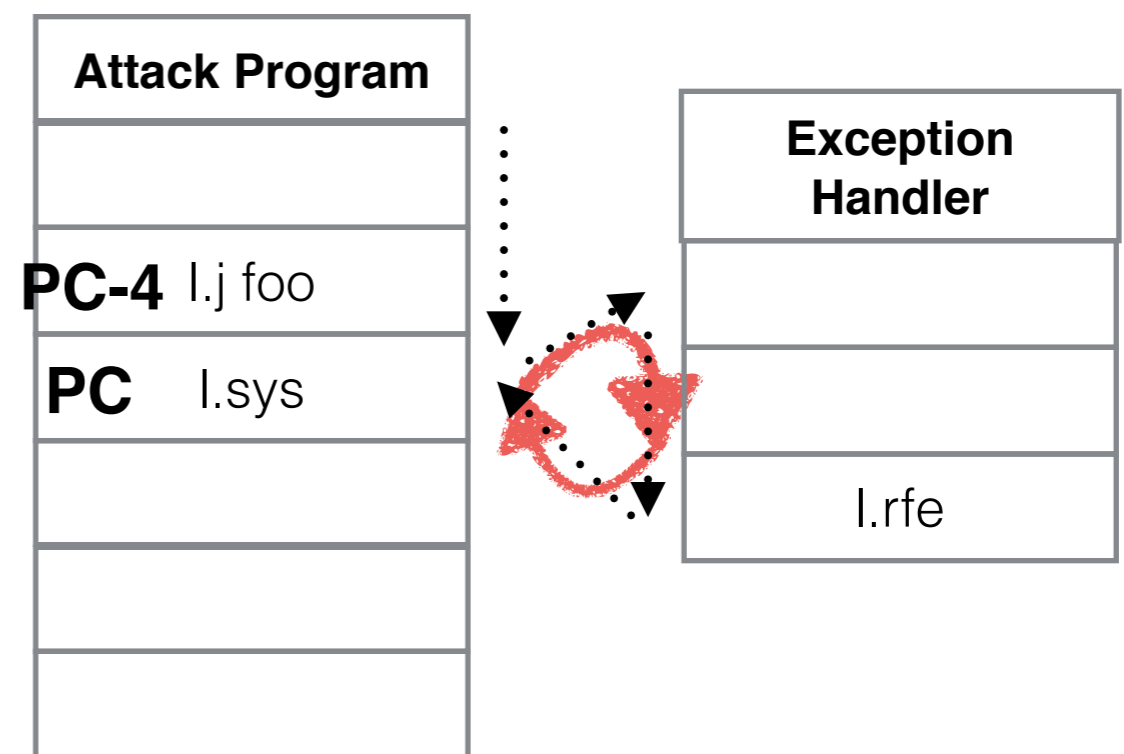 Attack Program
PC-4 l.j foo
PC l.sys
Exception
Handler
l.rfe